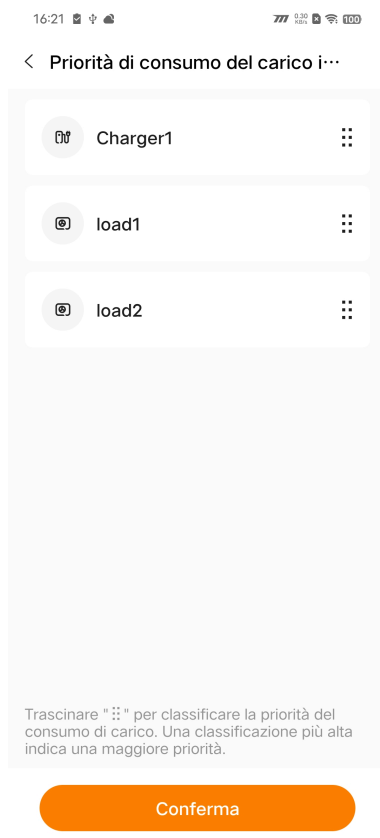 16:21
0.30
KB/s
100
Priorità di consumo del carico i···
Charger1
load1
load2
Trascinare "⠿" per classificare la priorità del
consumo di carico. Una classificazione più alta
indica una maggiore priorità.
Conferma